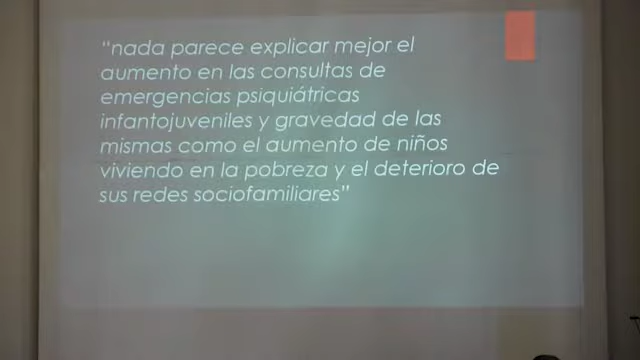 "nada parece explicar mejor el
aumento en las consultas de
emergencias psiquiátricas
infantojuveniles y gravedad de las
mismas como el aumento de niños
viviendo en la pobreza y el deterioro de
sus redes sociofamiliares"